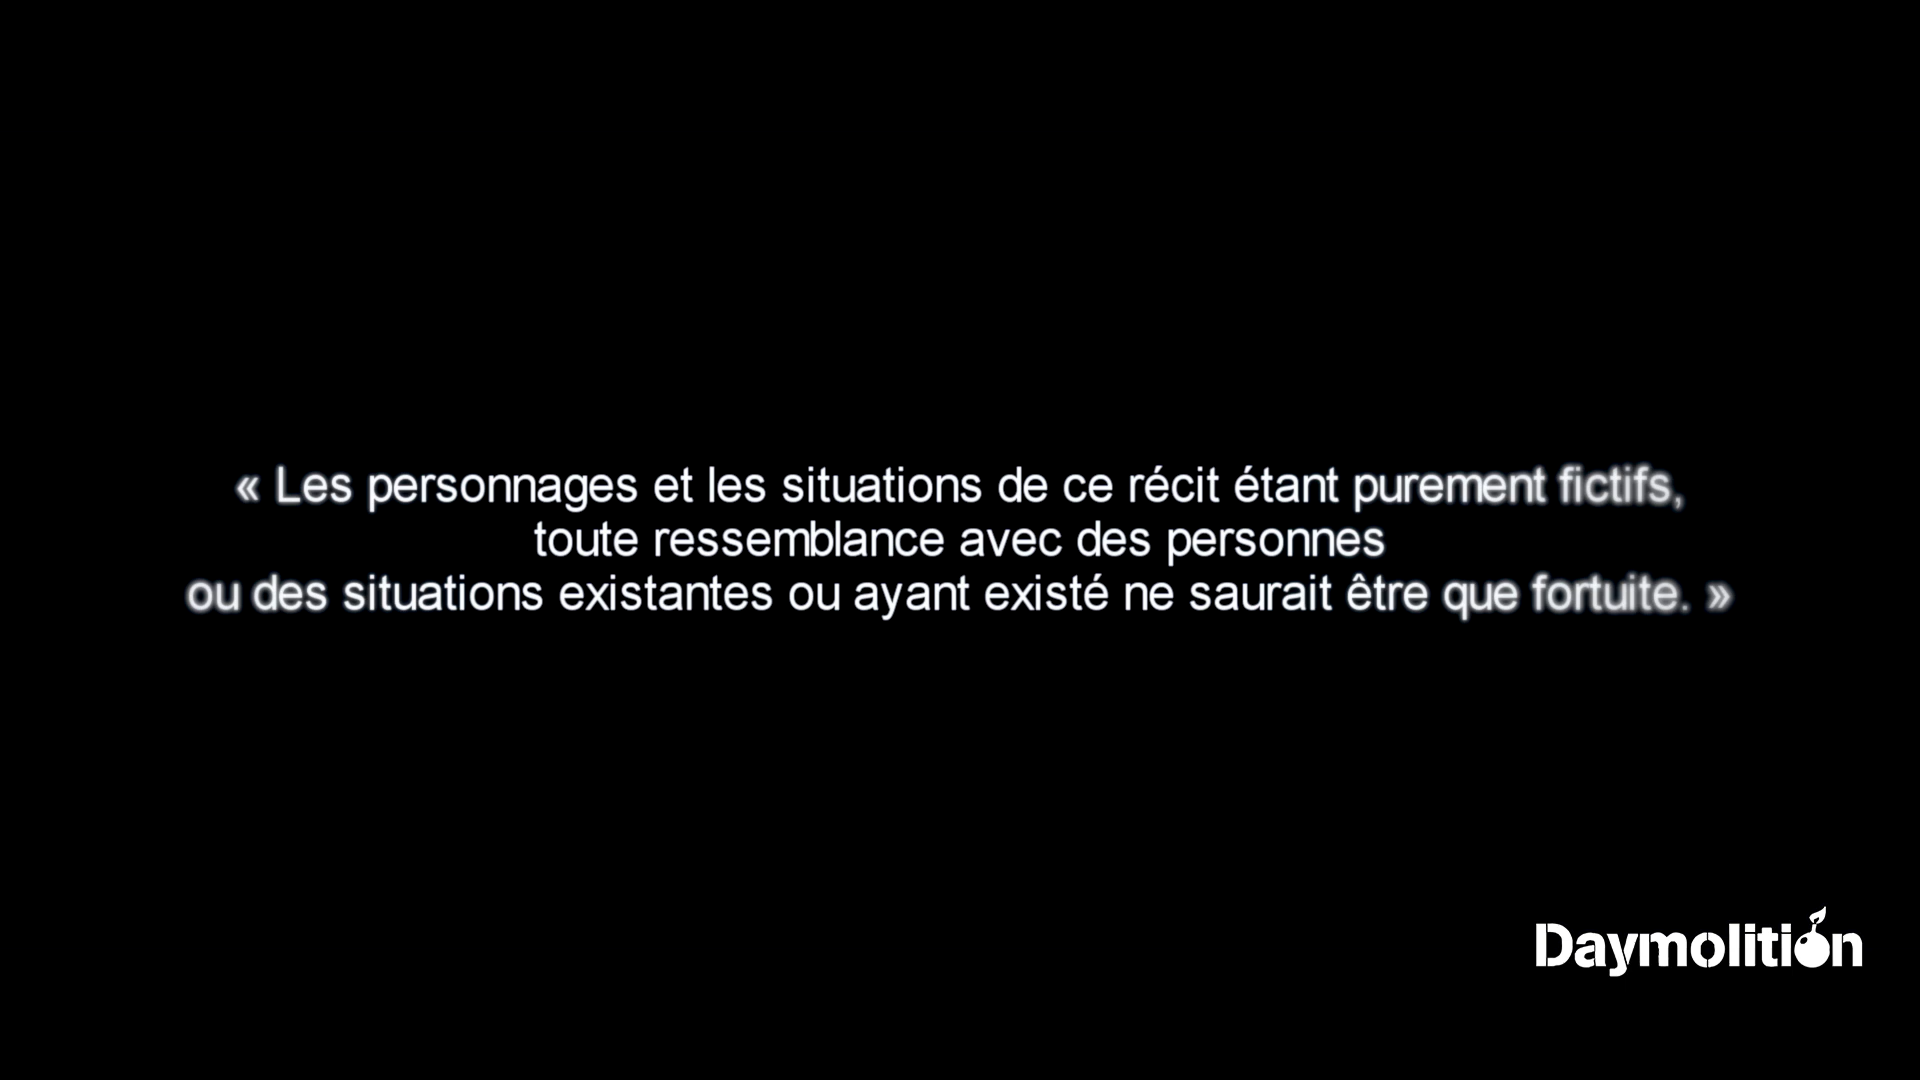 « Les personnages et les situations de ce récit étant purement fictifs,
toute ressemblance avec des personnes
ou des situations existantes ou ayant existé ne saurait être que fortuite. »
Daymolition